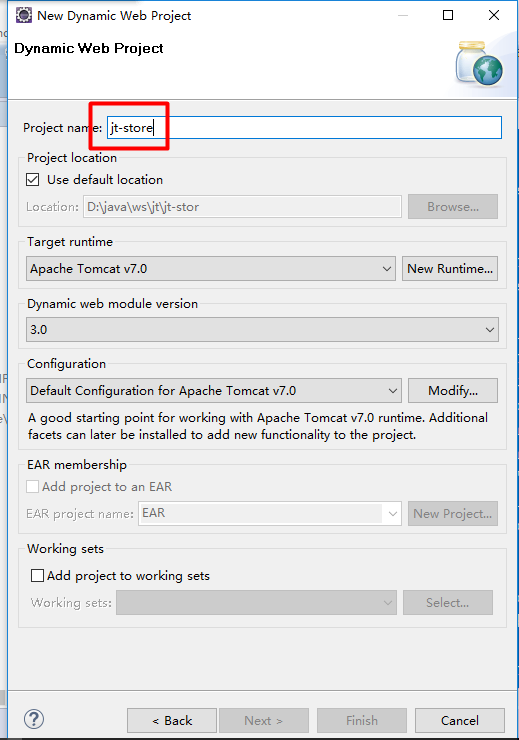 New Dynamic Web Project
Dynamic Web Project
Project name: jt-store
Project location
Use default location
Location: D:\java\ws\jt\jt-stor
Browse...
Target runtime
Apache Tomcat v7.0
New Runtime...
Dynamic web module version
3.0
Configuration
Default Configuration for Apache Tomcat v7.0
Modify...
A good starting point for working with Apache Tomcat v7.0 runtime. Additional
facets can later be installed to add new functionality to the project.
EAR membership
Add project to an EAR
EAR project name: EAR
New Project...
Working sets
Add project to working sets
Working sets:
Select...
?
< Back
Next >
Finish
Cancel